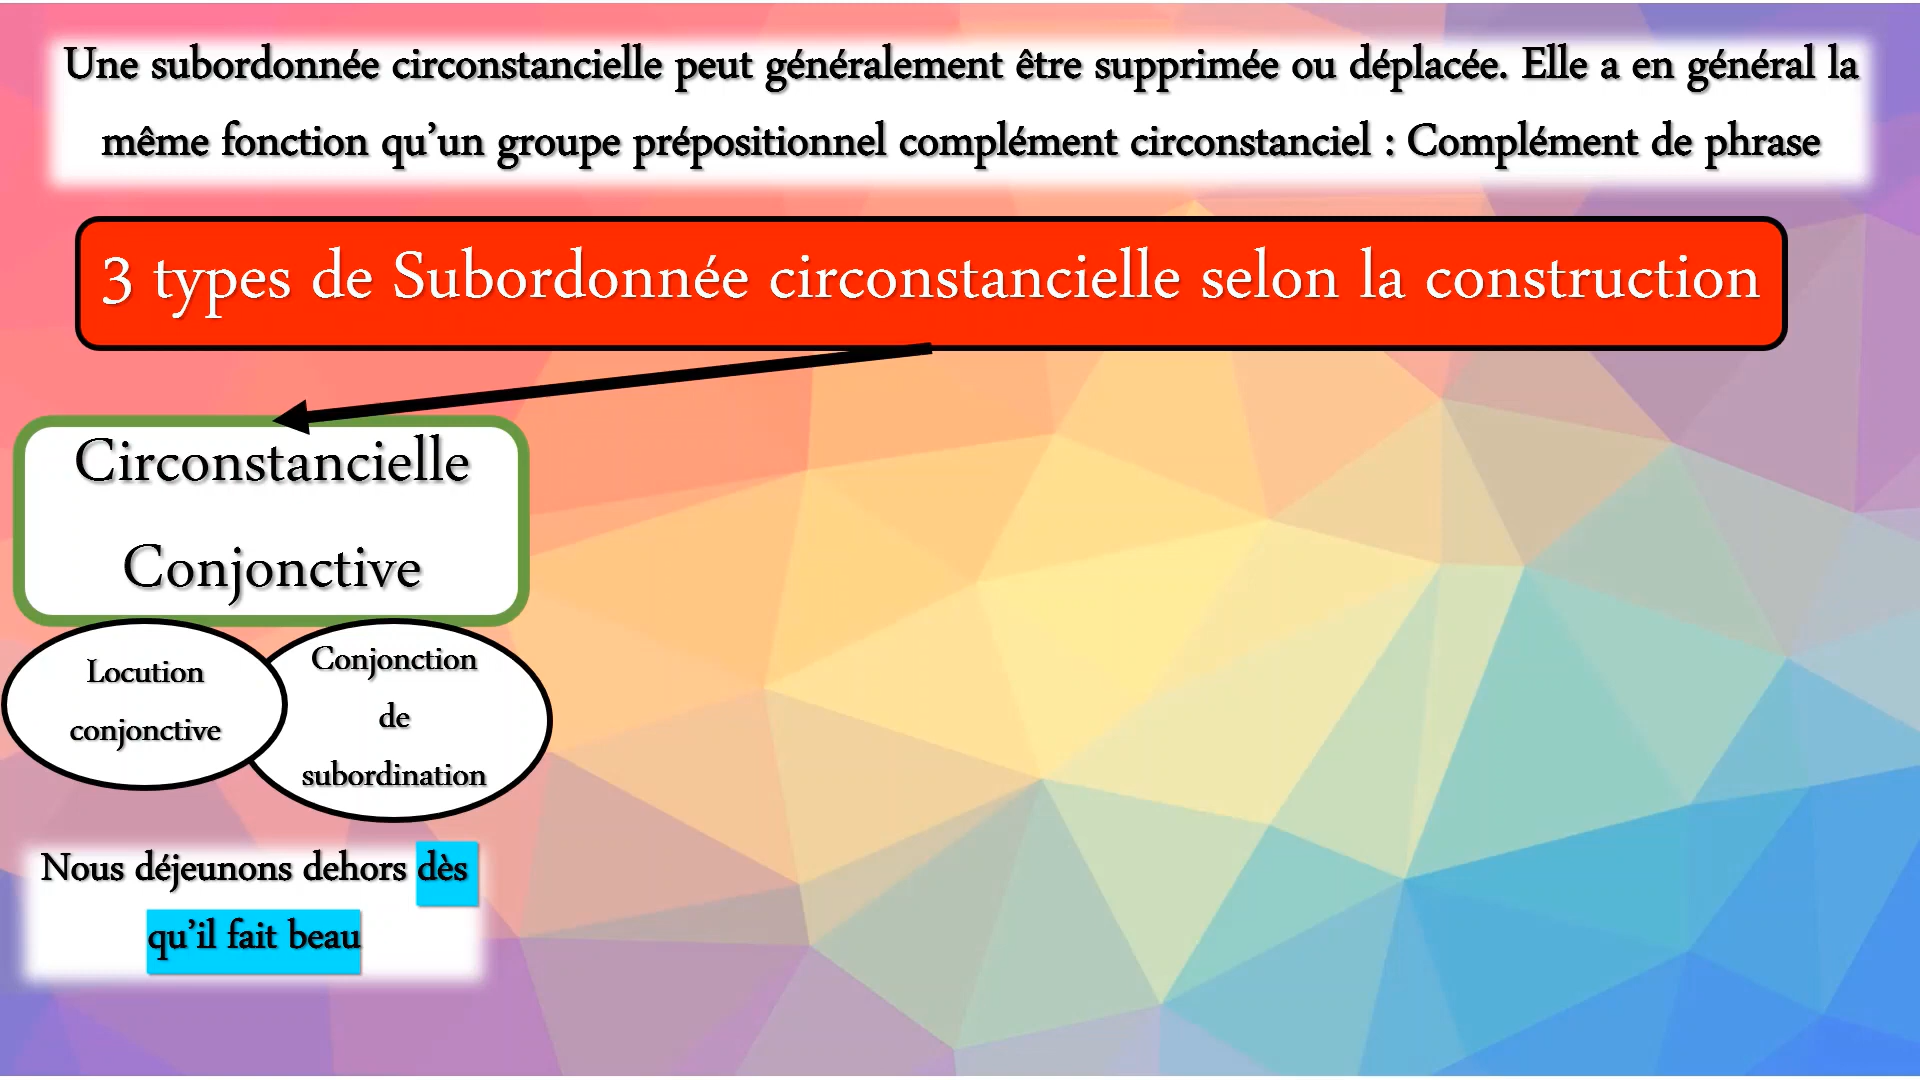 Une subordonnée circonstancielle peut généralement être supprimée ou déplacée. Elle a en général la
même fonction qu’un groupe prépositionnel complément circonstanciel : Complément de phrase
3 types de Subordonnée circonstancielle selon la construction
Circonstancielle
Conjonctive
Locution
conjonctive
Conjonction
de
subordination
Nous déjeunons dehors dès
qu’il fait beau